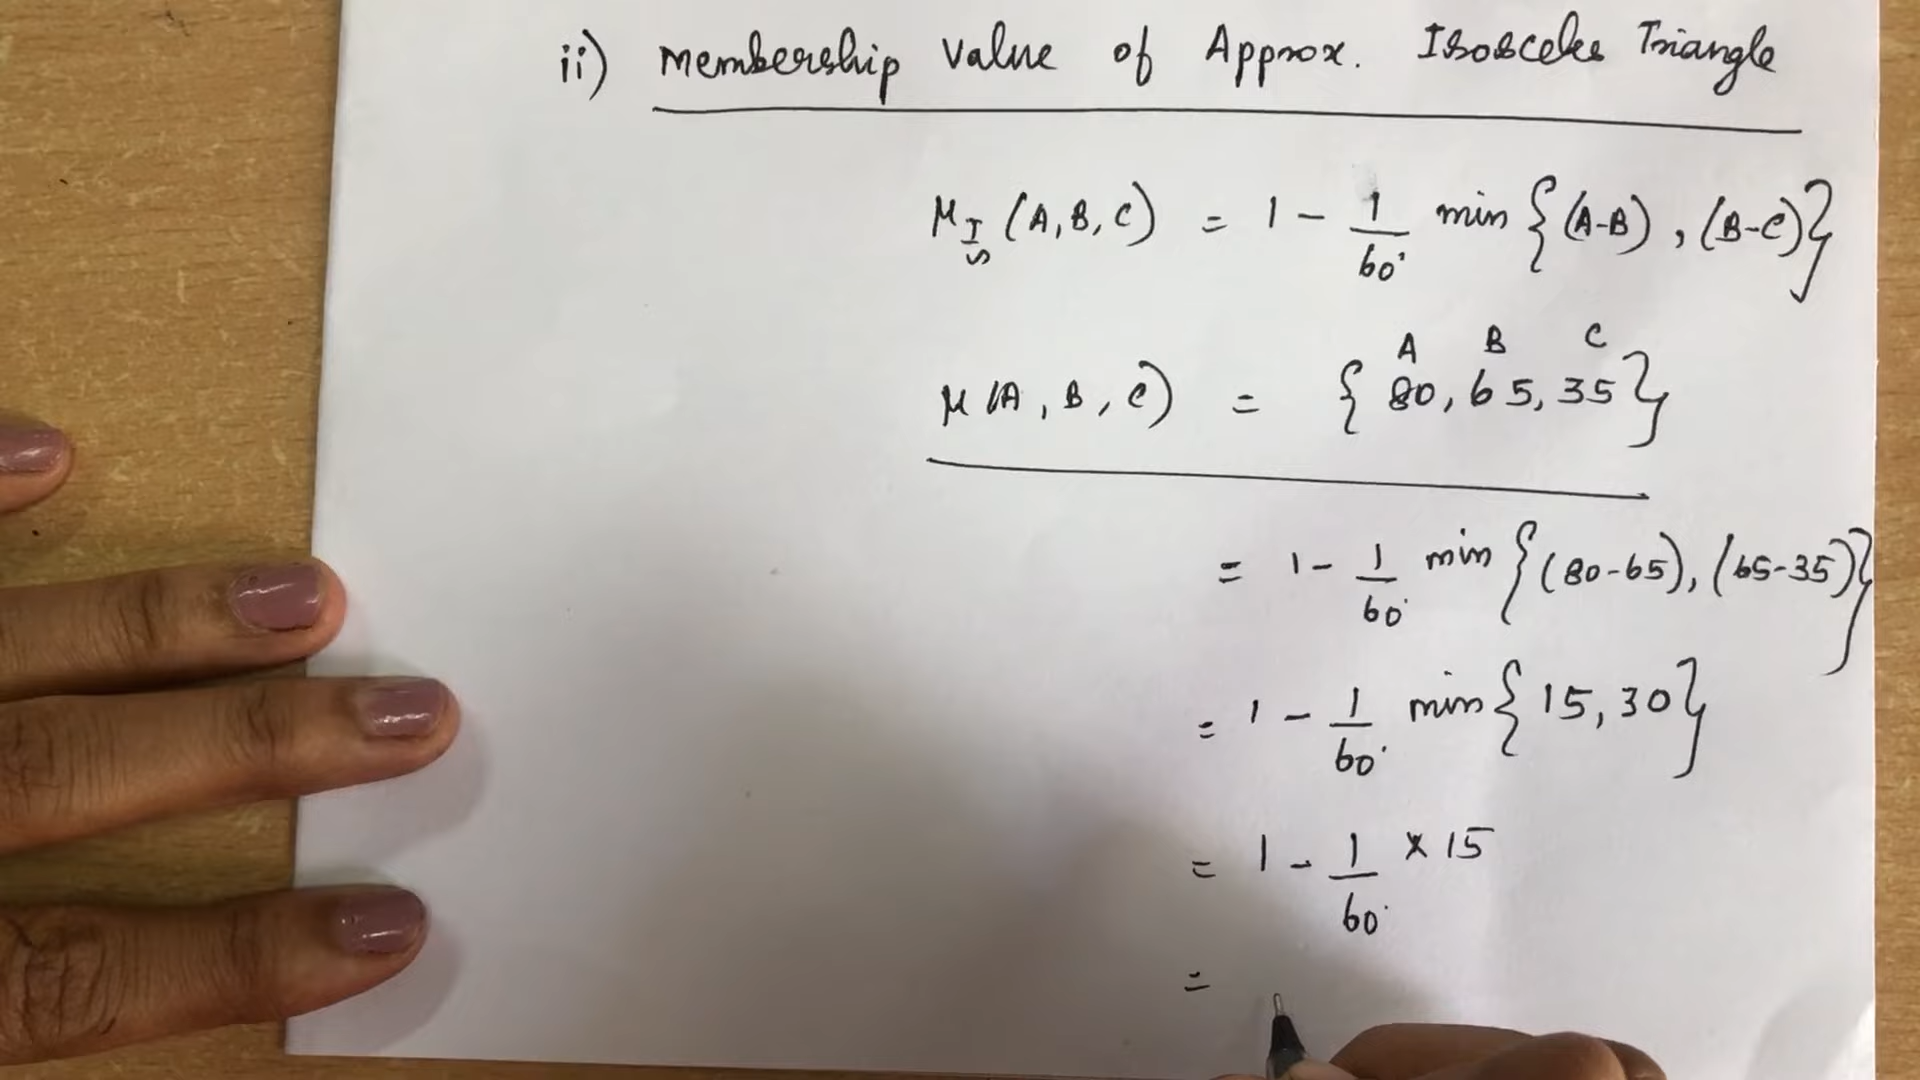 ii) Membership Value of Approx. Isosceles Triangle
μḬ (A, B, C) = 1 - 1/60° min {(A-B), (B-C)}
A B C
μ(A, B, C) = {80, 65, 35}
= 1 - 1/60° min {(80-65), (65-35)}
= 1 - 1/60° min {15, 30}
= 1 - 1/60° × 15
=